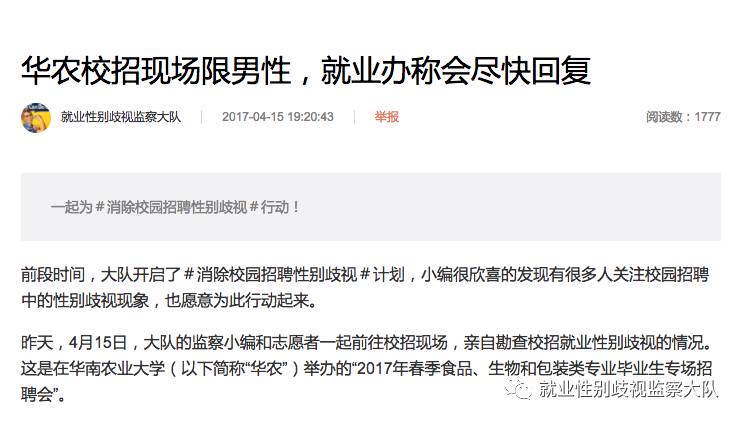 华农校招现场限男性，就业办称会尽快回复
就业性别歧视监察大队 2017-04-15 19:20:43 举报 阅读数：1777
一起为＃消除校园招聘性别歧视＃行动！
前段时间，大队开启了＃消除校园招聘性别歧视＃计划，小编很欣喜的发现有很多人关注校园招聘
中的性别歧视现象，也愿意为此行动起来。
昨天，4月15日，大队的监察小编和志愿者一起前往校招现场，亲自勘查校招就业性别歧视的情况。
这是在华南农业大学（以下简称“华农”）举办的“2017年春季食品、生物和包装类专业毕业生专场招
聘会”。
就业性别歧视监察大队